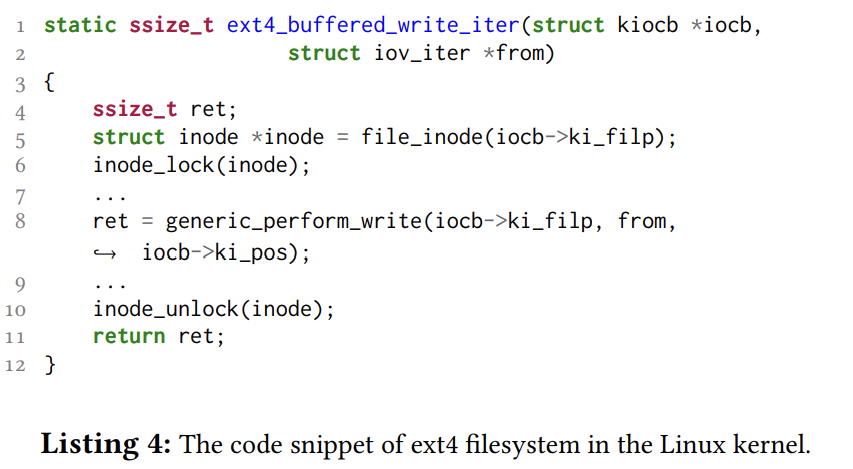 1 static ssize_t ext4_buffered_write_iter(struct kiocb *iocb,
2 struct iov_iter *from)
3 {
4 ssize_t ret;
5 struct inode *inode = file_inode(iocb->ki_filp);
6 inode_lock(inode);
7 ...
8 ret = generic_perform_write(iocb->ki_filp, from,
↪ iocb->ki_pos);
9 ...
10 inode_unlock(inode);
11 return ret;
12 }
Listing 4: The code snippet of ext4 filesystem in the Linux kernel.